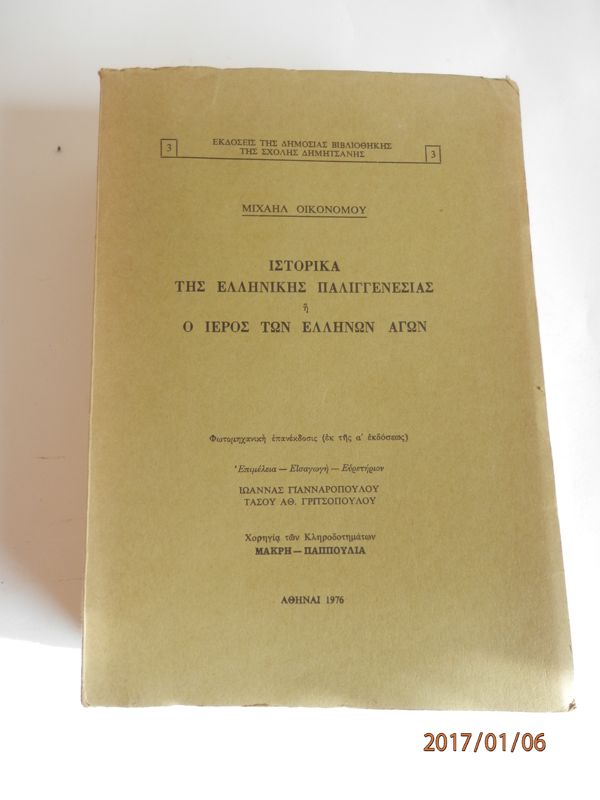 ΕΚΔΟΣΕΙΣ ΤΗΣ ΔΗΜΟΣΙΑΣ ΒΙΒΛΙΟΘΗΚΗΣ
3 ΤΗΣ ΣΧΟΛΗΣ ΔΗΜΗΤΣΑΝΗΣ 3
ΜΙΧΑΗΛ ΟΙΚΟΝΟΜΟΥ
ΙΣΤΟΡΙΚΑ
ΤΗΣ ΕΛΛΗΝΙΚΗΣ ΠΑΛΙΓΓΕΝΕΣΙΑΣ
ἢ
Ο ΙΕΡΟΣ ΤΩΝ ΕΛΛΗΝΩΝ ΑΓΩΝ
Φωτομηχανικὴ ἐπανέκδοσις (ἐκ τῆς α' ἐκδόσεως)
Ἐπιμέλεια — Εἰσαγωγὴ — Εὑρετήριον
ΙΩΑΝΝΑΣ ΓΙΑΝΝΑΡΟΠΟΥΛΟΥ
ΤΑΣΟΥ ΑΘ. ΓΡΙΤΣΟΠΟΥΛΟΥ
Χορηγίᾳ τῶν Κληροδοτημάτων
ΜΑΚΡΗ — ΠΑΠΠΟΥΛΙΑ
ΑΘΗΝΑΙ 1976
2017/01/06